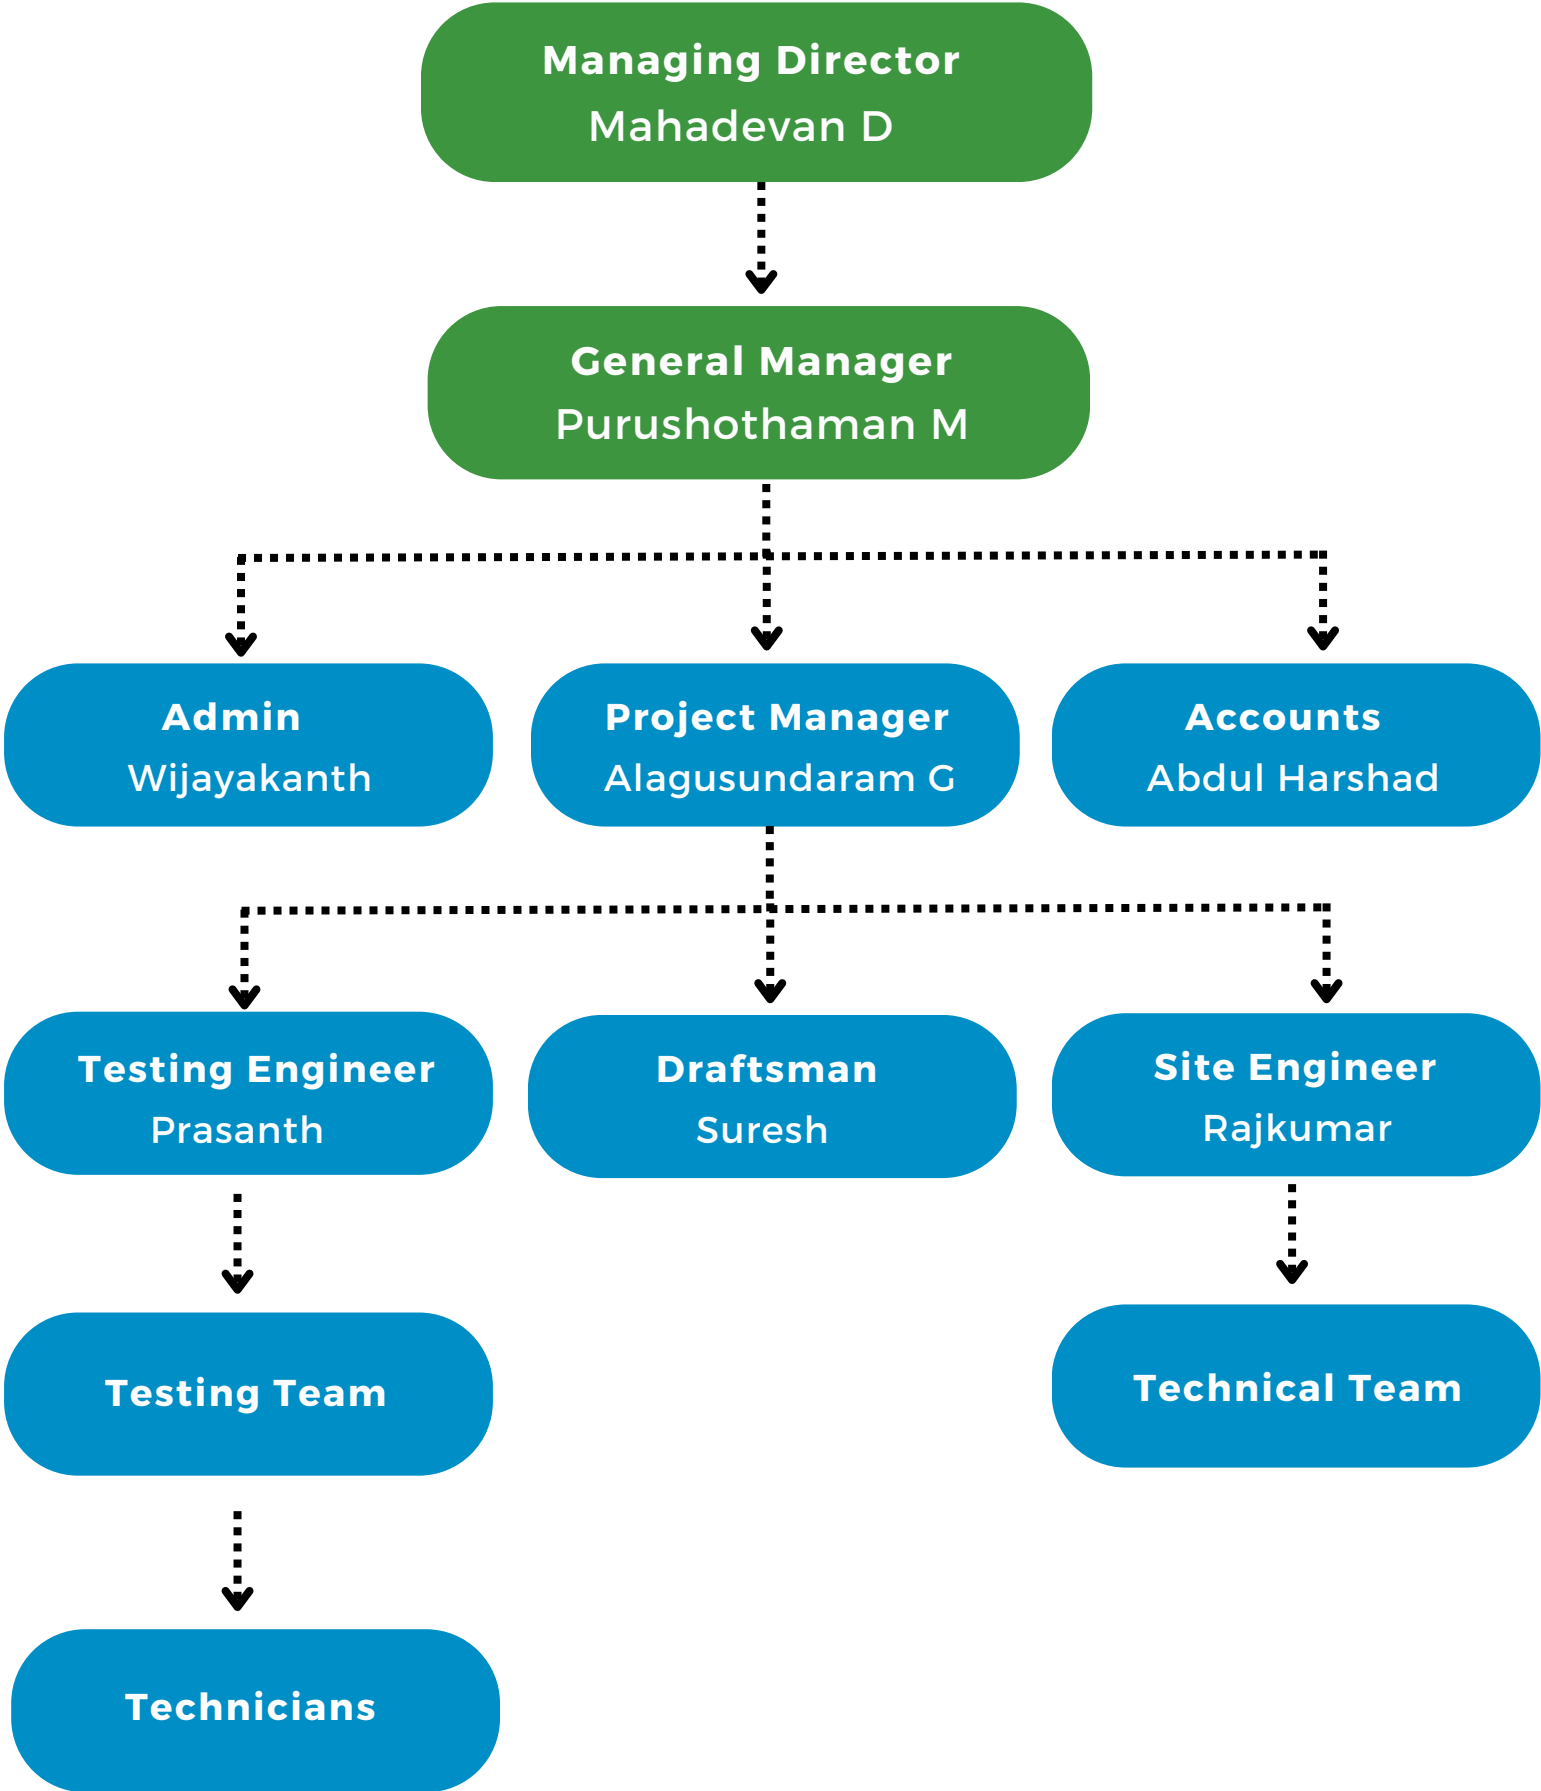 Managing Director
Mahadevan D
General Manager
Purushothaman M
Admin
Wijayakanth
Project Manager
Alagusundaram G
Accounts
Abdul Harshad
Testing Engineer
Prasanth
Draftsman
Suresh
Site Engineer
Rajkumar
Testing Team
Technical Team
Technicians